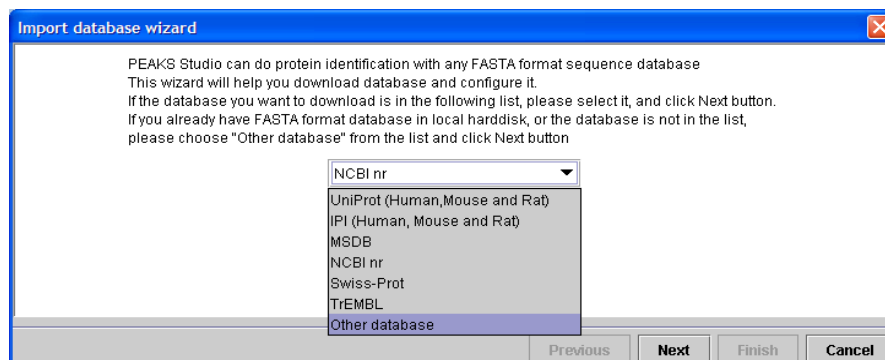 Import database wizard
PEAKS Studio can do protein identification with any FASTA format sequence database
This wizard will help you download database and configure it.
If the database you want to download is in the following list, please select it, and click Next button.
If you already have FASTA format database in local harddisk, or the database is not in the list,
please choose "Other database" from the list and click Next button
NCBI nr
UniProt (Human,Mouse and Rat)
IPI (Human, Mouse and Rat)
MSDB
NCBI nr
Swiss-Prot
TrEMBL
Other database
Previous Next Finish Cancel